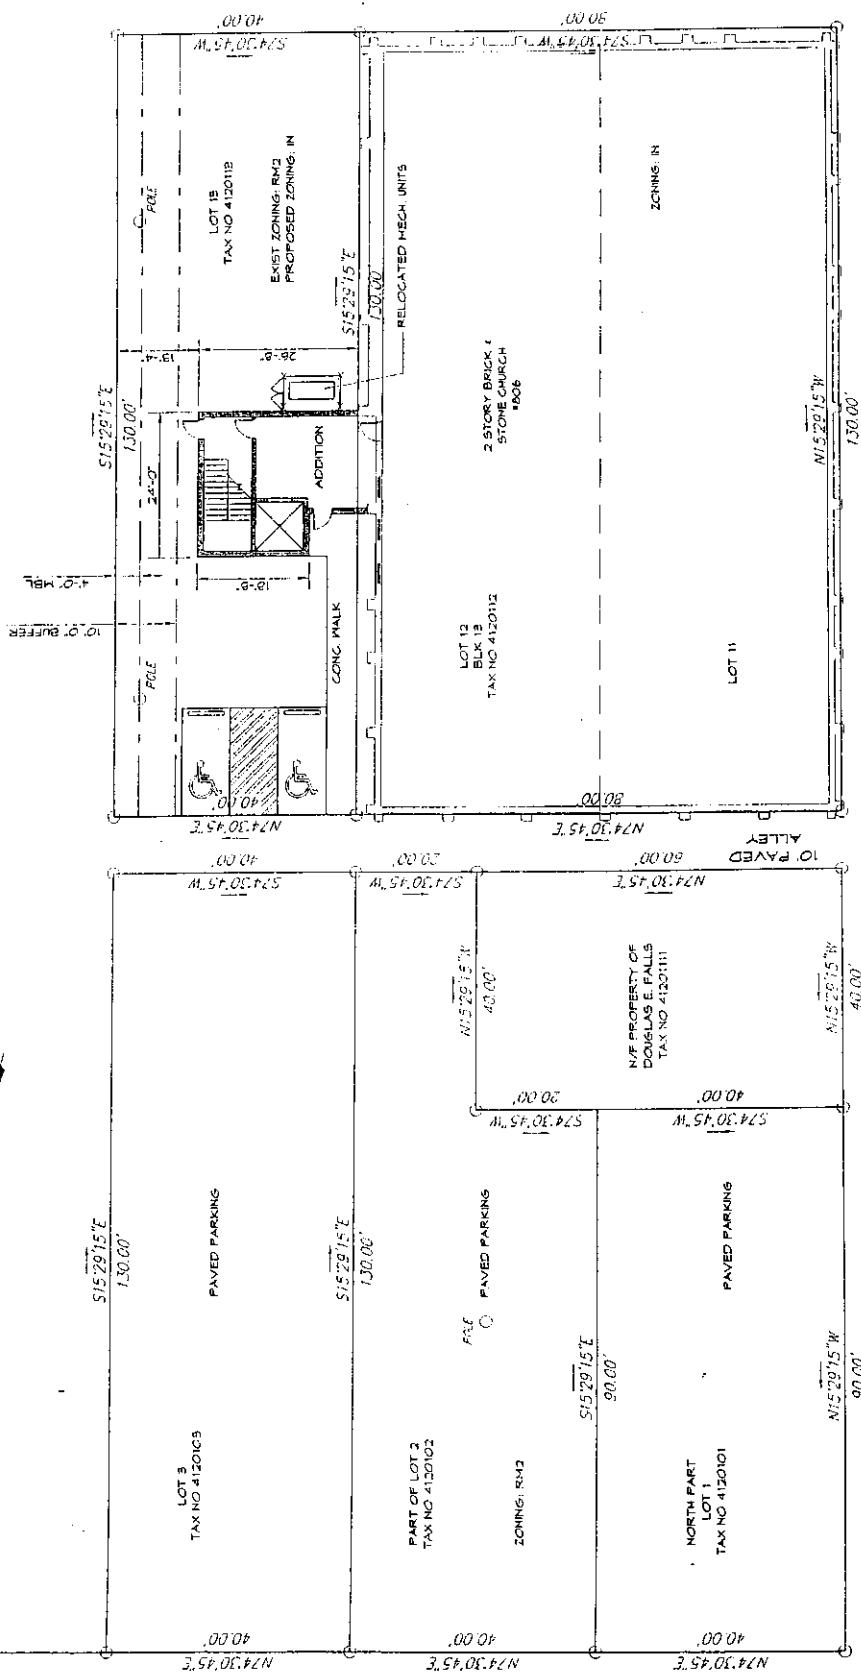 40.00'
S74°30'45"W
80.00'
S74°30'45"W
POLE
LOT 13
TAX NO 4120113
EXIST ZONING: RM2
PROPOSED ZONING: IN
S15°29'15"E
130.00
RELOCATED MECH. UNITS
ZONING: IN
13'-4"
26'-8"
S15°29'15"E
130.00'
24'-0"
ADDITION
2 STORY BRICK &
STONE CHURCH
#806
N15°29'15"W
130.00'
4'-0" MBL
10'-0" BUFFER
18'-8"
POLE
CONC. WALK
LOT 12
BLK 13
TAX NO 4120112
LOT 11
40.00'
N74°30'45"E
80.00'
N74°30'45"E
10' PAVED
ALLEY
40.00'
S74°30'45"W
20.00'
S74°30'45"W
60.00'
N74°30'45"E
N15°29'15"W
40.00'
N/F PROPERTY OF
DOUGLAS E. FALLS
TAX NO 4120111
N15°29'15"W
40.00'
20.00'
S74°30'45"W
40.00'
S74°30'45"W
S15°29'15"E
130.00'
PAVED PARKING
S15°29'15"E
130.00'
PAVED PARKING
POLE
PAVED PARKING
S15°29'15"E
90.00'
N15°29'15"W
90.00'
LOT 3
TAX NO 4120103
PART OF LOT 2
TAX NO 4120102
ZONING: RM2
NORTH PART
LOT 1
TAX NO 4120101
40.00'
N74°30'45"E
40.00'
N74°30'45"E
40.00'
N74°30'45"E